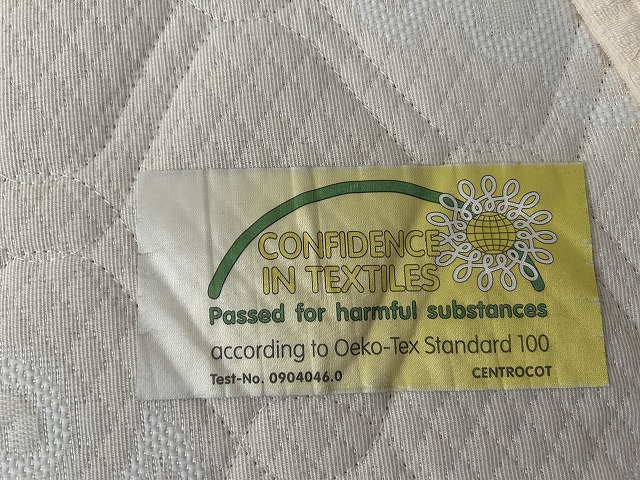 CONFIDENCE
IN TEXTILES
Passed for harmful substances
according to Oeko-Tex Standard 100
Test-No. 0904046.0 CENTROCOT